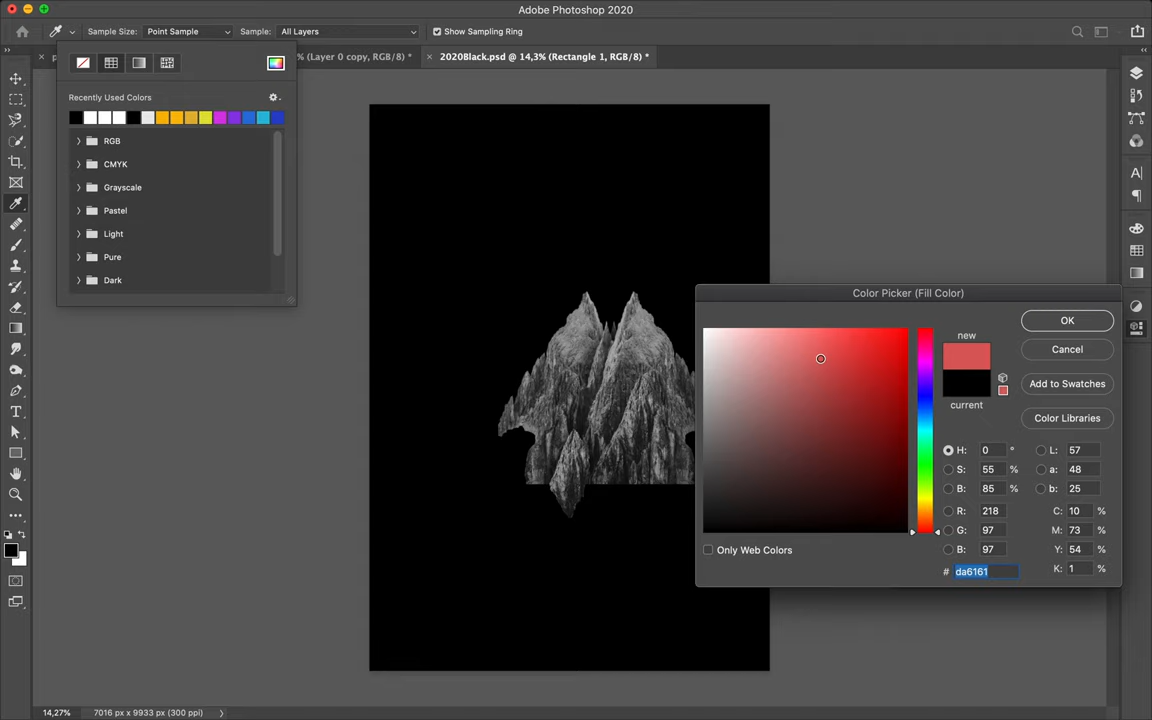 Adobe Photoshop 2020
Sample Size: Point Sample Sample: All Layers Show Sampling Ring
% (Layer 0 copy, RGB/8) *
2020Black.psd @ 14,3% (Rectangle 1, RGB/8) *
Recently Used Colors
RGB
CMYK
Grayscale
Pastel
Light
Pure
Dark
Color Picker (Fill Color)
new
current
OK
Cancel
Add to Swatches
Color Libraries
H: 0 ° L: 57
S: 55 % a: 48
B: 85 % b: 25
R: 218 C: 10 %
G: 97 M: 73 %
B: 97 Y: 54 %
K: 1 %
# da6161
Only Web Colors
14,27% 7016 px x 9933 px (300 ppi)